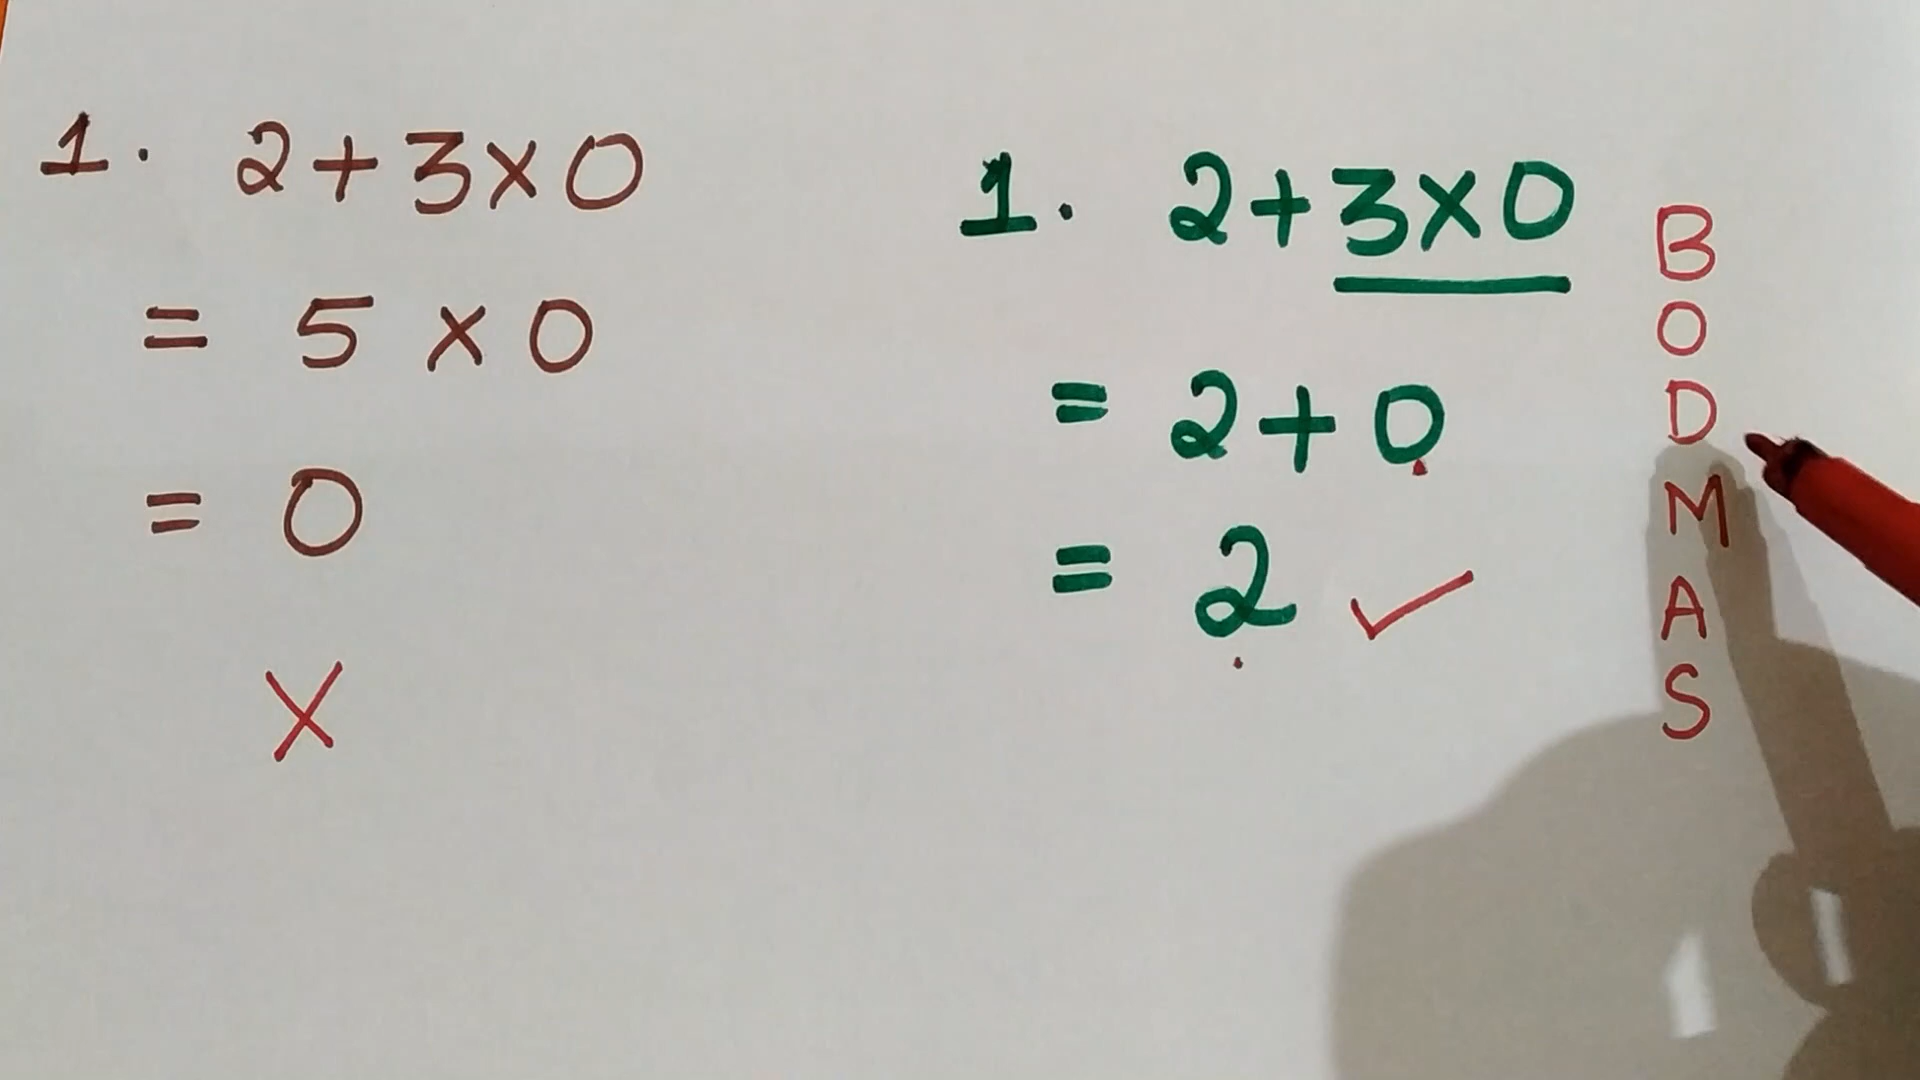 1. 2+3×0
= 5×0
= 0
X
1. 2+3×0
= 2+0
= 2 ✓
B
O
D
M
A
S